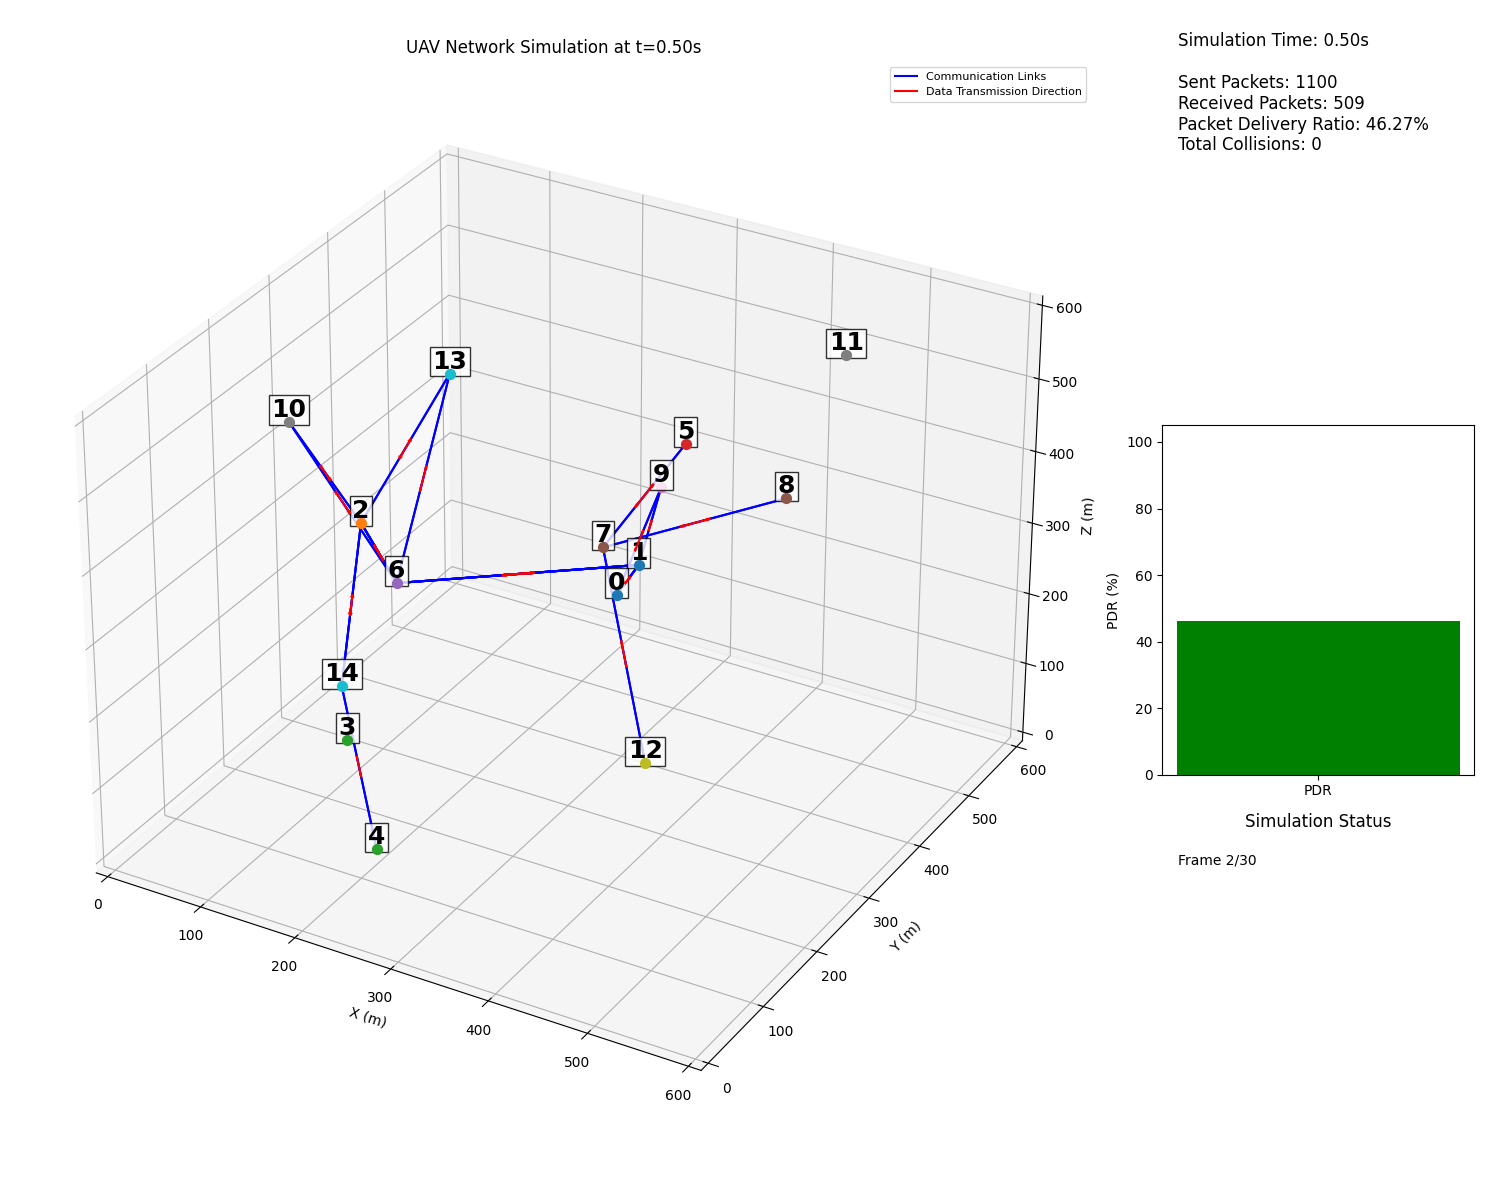 UAV Network Simulation at t=0.50s
Communication Links
Data Transmission Direction
Simulation Time: 0.50s
Sent Packets: 1100
Received Packets: 509
Packet Delivery Ratio: 46.27%
Total Collisions: 0
13
11
10
5
9
8
2
7
1
6
0
14
3
12
4
600
500
400
300
200
100
0
Z (m)
0
100
200
300
400
500
600
X (m)
0
100
200
300
400
500
600
Y (m)
100
80
60
40
20
0
PDR (%)
PDR
Simulation Status
Frame 2/30